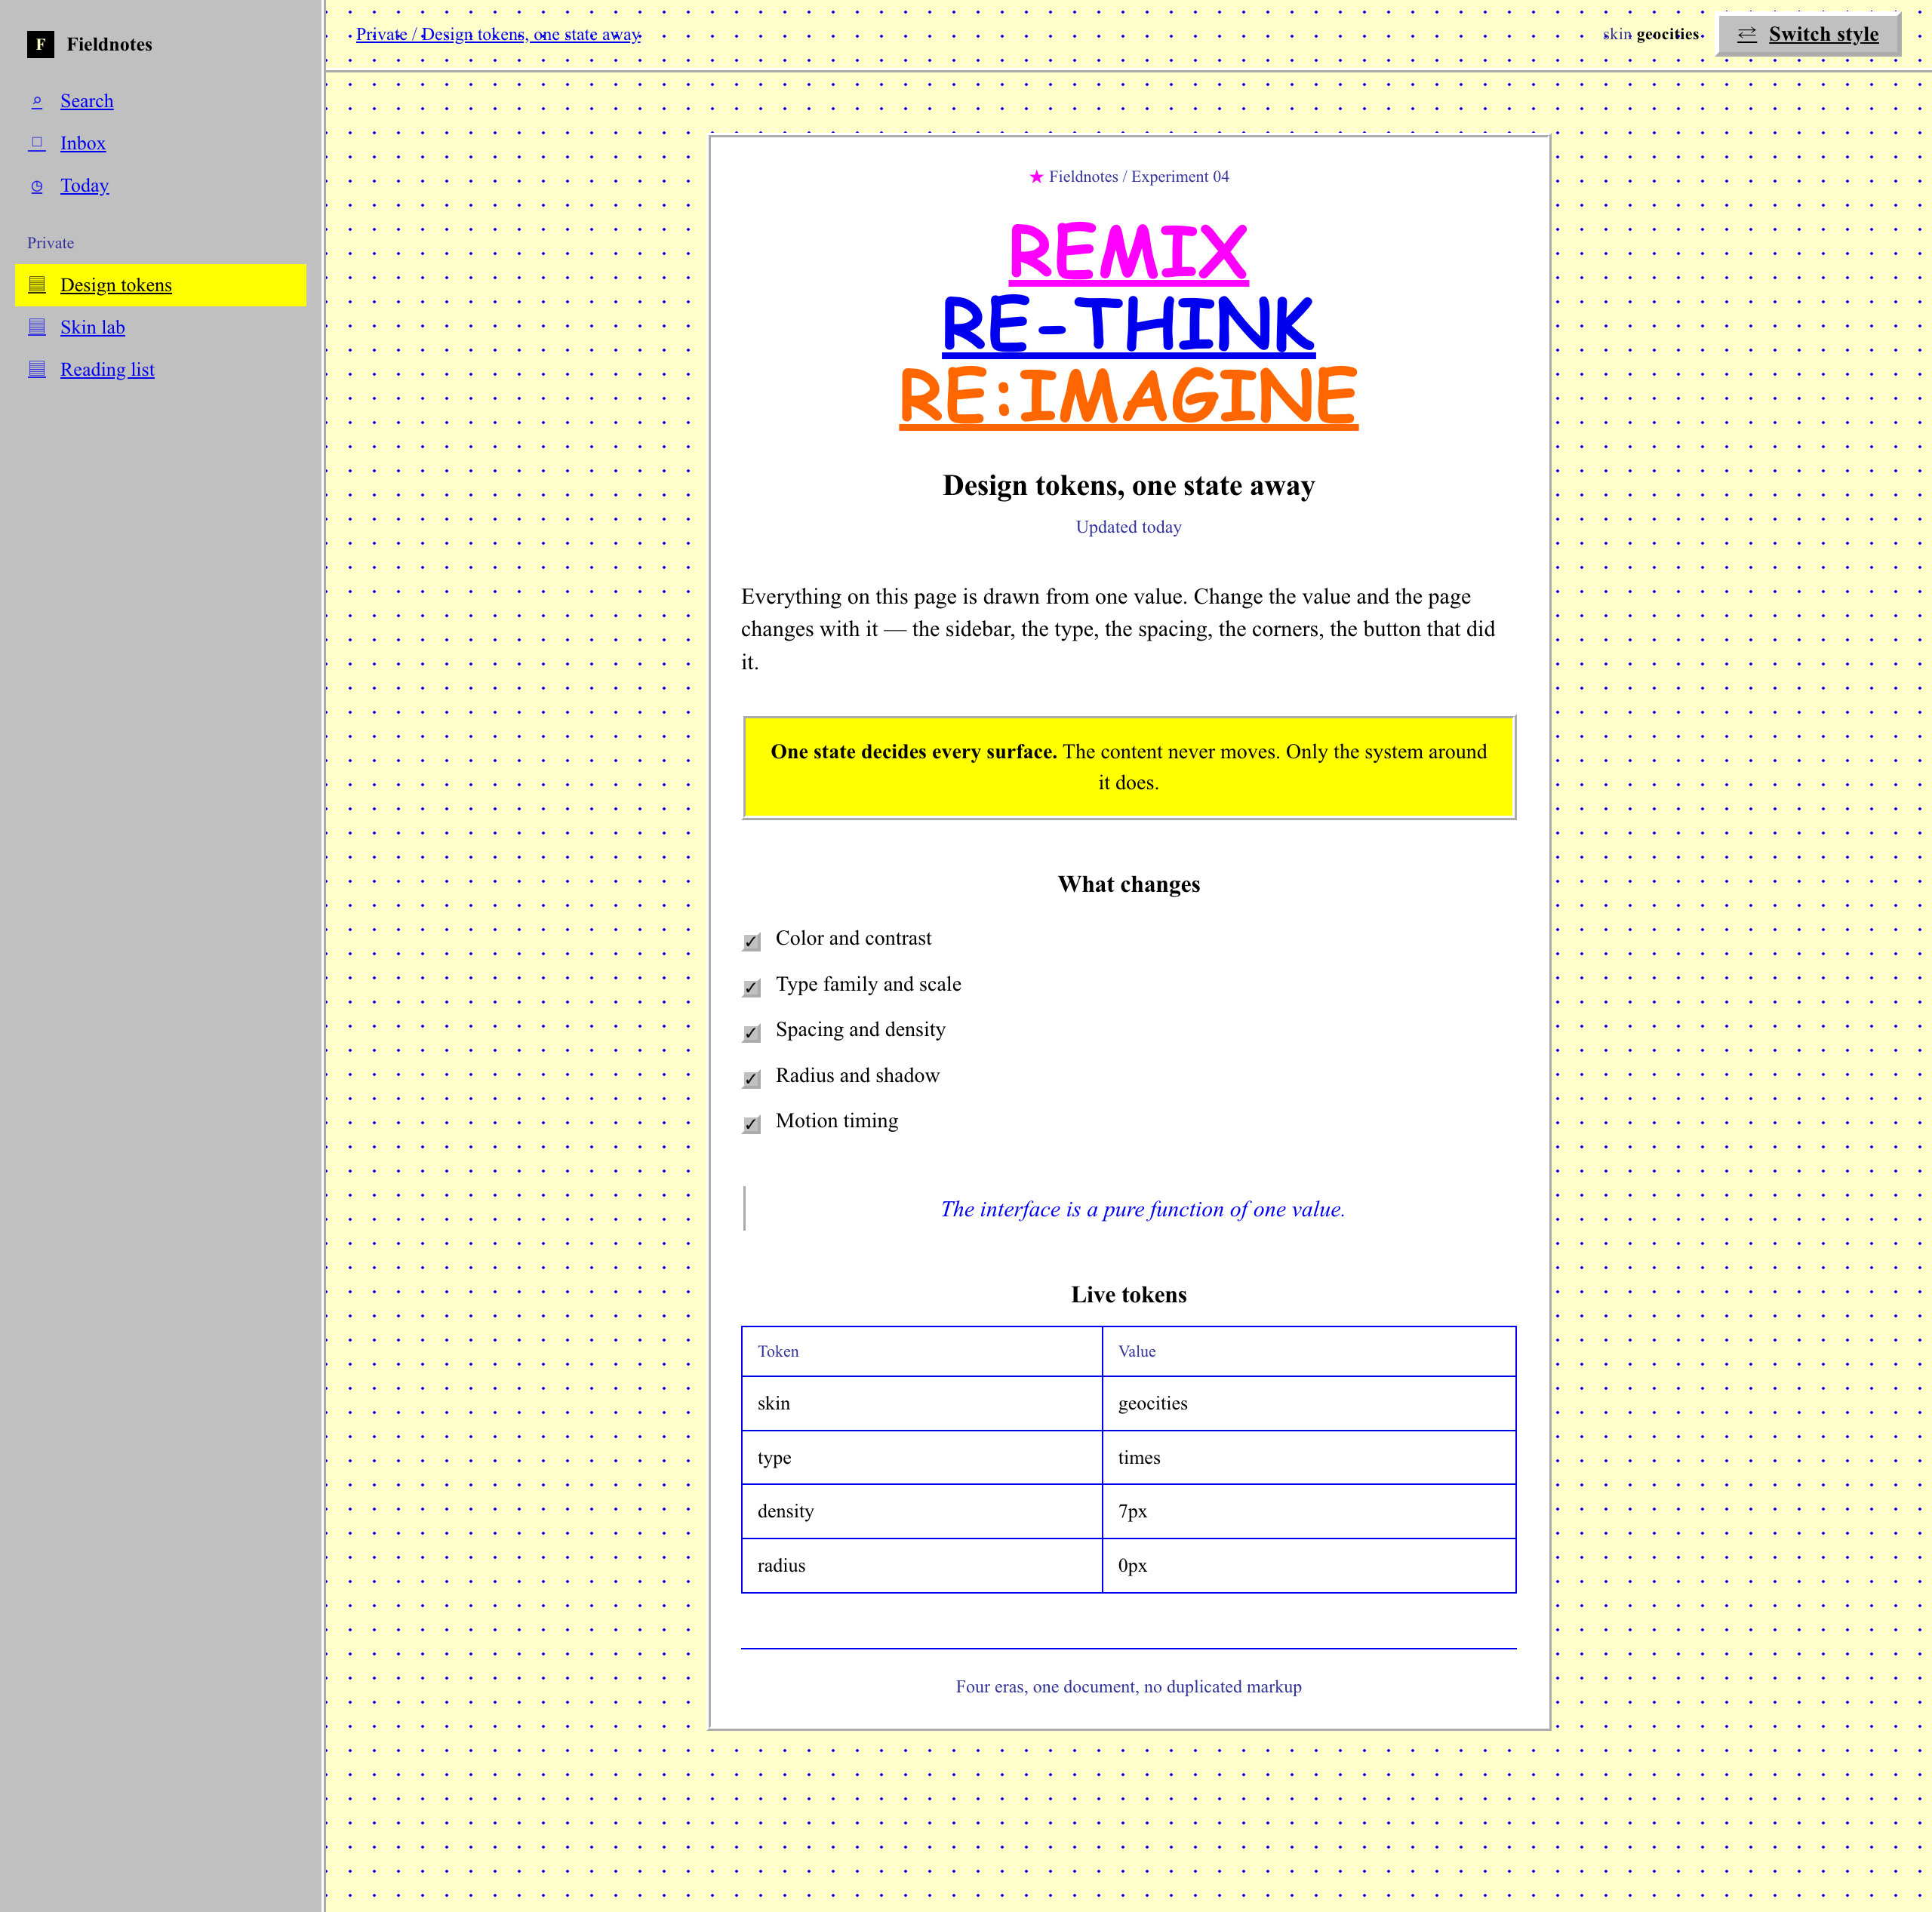 F Fieldnotes
Search
Inbox
Today
Private
Design tokens
Skin lab
Reading list
Private / Design tokens, one state away
skin geocities
⇄ Switch style
★ Fieldnotes / Experiment 04
REMIX
RE-THINK
RE:IMAGINE
Design tokens, one state away
Updated today
Everything on this page is drawn from one value. Change the value and the page
changes with it — the sidebar, the type, the spacing, the corners, the button that did
it.
One state decides every surface. The content never moves. Only the system around
it does.
What changes
✓ Color and contrast
✓ Type family and scale
✓ Spacing and density
✓ Radius and shadow
✓ Motion timing
The interface is a pure function of one value.
Live tokens
Token Value
skin geocities
type times
density 7px
radius 0px
Four eras, one document, no duplicated markup